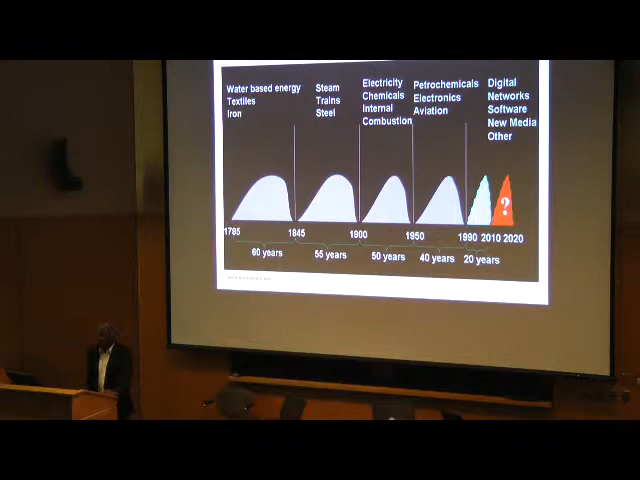 Water based energy
Textiles
Iron
Steam
Trains
Steel
Electricity
Chemicals
Internal
Combustion
Petrochemicals
Electronics
Aviation
Digital
Networks
Software
New Media
Other
?
1785
1845
1900
1950
1990 2010 2020
60 years
55 years
50 years
40 years
20 years